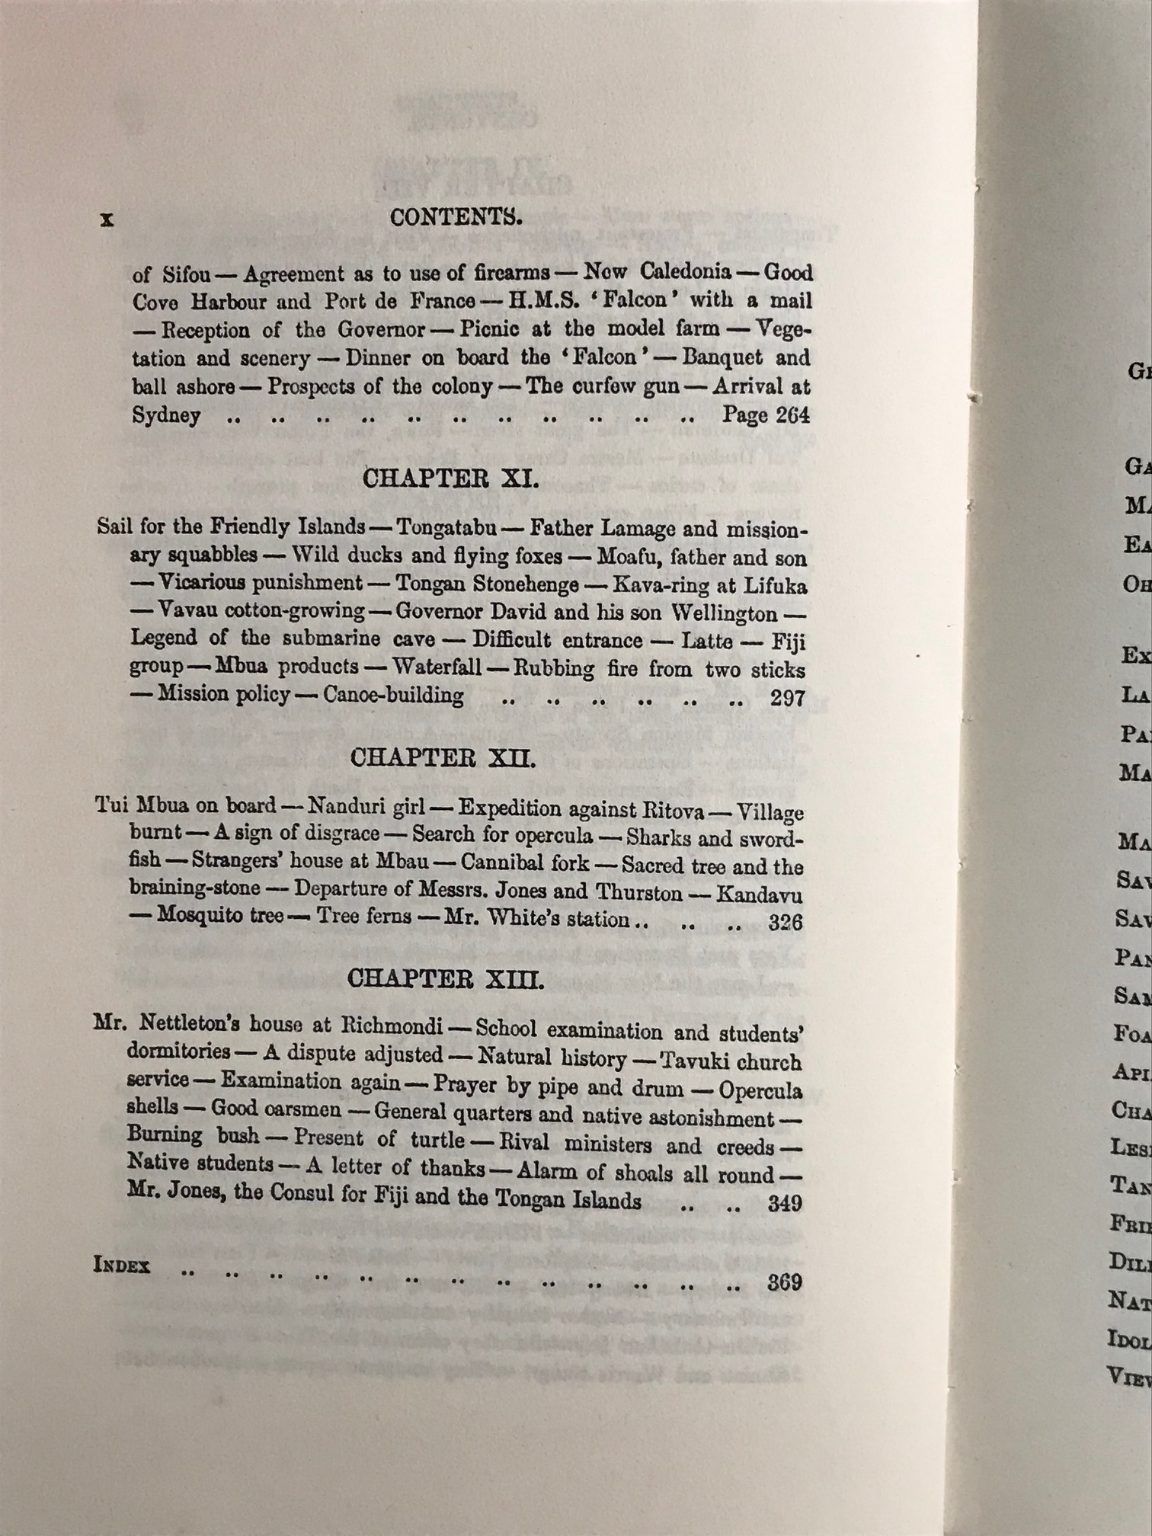 x
CONTENTS.
of Sifou — Agreement as to use of firearms — New Caledonia — Good
Cove Harbour and Port de France — H.M.S. ‘Falcon’ with a mail
— Reception of the Governor — Picnic at the model farm — Vege-
tation and scenery — Dinner on board the ‘Falcon’ — Banquet and
ball ashore — Prospects of the colony — The curfew gun — Arrival at
Sydney .. .. .. .. .. .. .. .. .. .. .. Page 264
CHAPTER XI.
Sail for the Friendly Islands — Tongatabu — Father Lamage and mission-
ary squabbles — Wild ducks and flying foxes — Moafu, father and son
— Vicarious punishment — Tongan Stonehenge — Kava-ring at Lifuka
— Vavau cotton-growing — Governor David and his son Wellington —
Legend of the submarine cave — Difficult entrance — Latte — Fiji
group — Mbua products — Waterfall — Rubbing fire from two sticks
— Mission policy — Canoe-building .. .. .. .. .. .. 297
CHAPTER XII.
Tui Mbua on board — Nanduri girl — Expedition against Ritova — Village
burnt — A sign of disgrace — Search for opercula — Sharks and sword-
fish — Strangers’ house at Mbau — Cannibal fork — Sacred tree and the
braining-stone — Departure of Messrs. Jones and Thurston — Kandavu
— Mosquito tree — Tree ferns — Mr. White’s station .. .. .. 326
CHAPTER XIII.
Mr. Nettleton’s house at Richmondi — School examination and students’
dormitories — A dispute adjusted — Natural history — Tavuki church
service — Examination again — Prayer by pipe and drum — Opercula
shells — Good oarsmen — General quarters and native astonishment —
Burning bush — Present of turtle — Rival ministers and creeds —
Native students — A letter of thanks — Alarm of shoals all round —
Mr. Jones, the Consul for Fiji and the Tongan Islands .. .. 349
INDEX .. .. .. .. .. .. .. .. .. .. .. .. .. 369